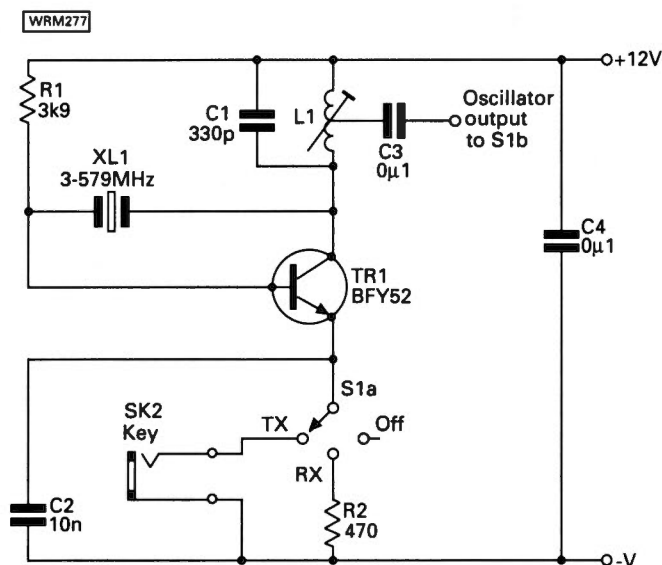 WRM277
+12V
R1
3k9
C1
330p
L1
Oscillator
output
to S1b
C3
0µ1
XL1
3-579MHz
C4
0µ1
TR1
BFY52
S1a
SK2
Key
TX
Off
RX
C2
10n
R2
470
-V